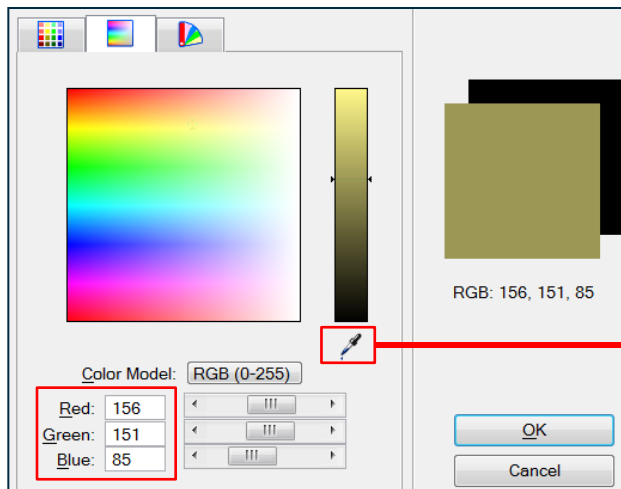 RGB: 156, 151, 85
Color Model: RGB (0-255)
Red: 156
Green: 151
Blue: 85
OK
Cancel